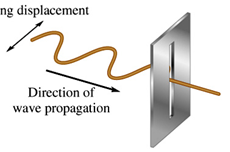 ng displacement
Direction of
wave propagation